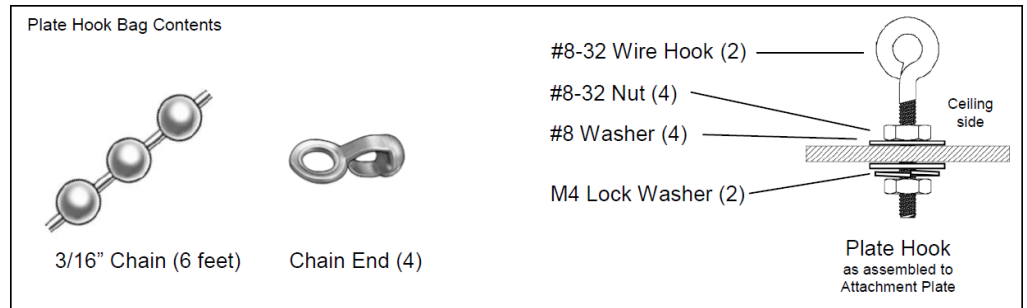 Plate Hook Bag Contents
#8-32 Wire Hook (2)
#8-32 Nut (4)
Ceiling
side
#8 Washer (4)
M4 Lock Washer (2)
3/16” Chain (6 feet)
Chain End (4)
Plate Hook
as assembled to
Attachment Plate